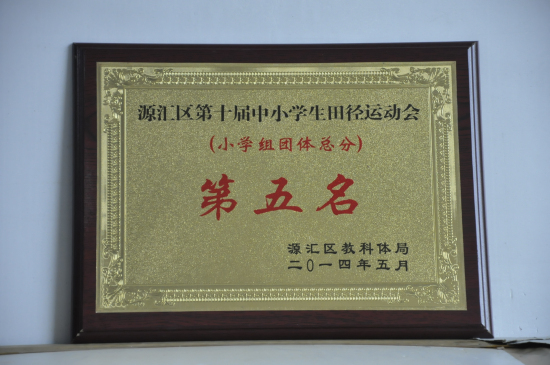 源汇区第十届中小学生田径运动会
(小学组团体总分)
第五名
源汇区教科体局
二〇一四年五月